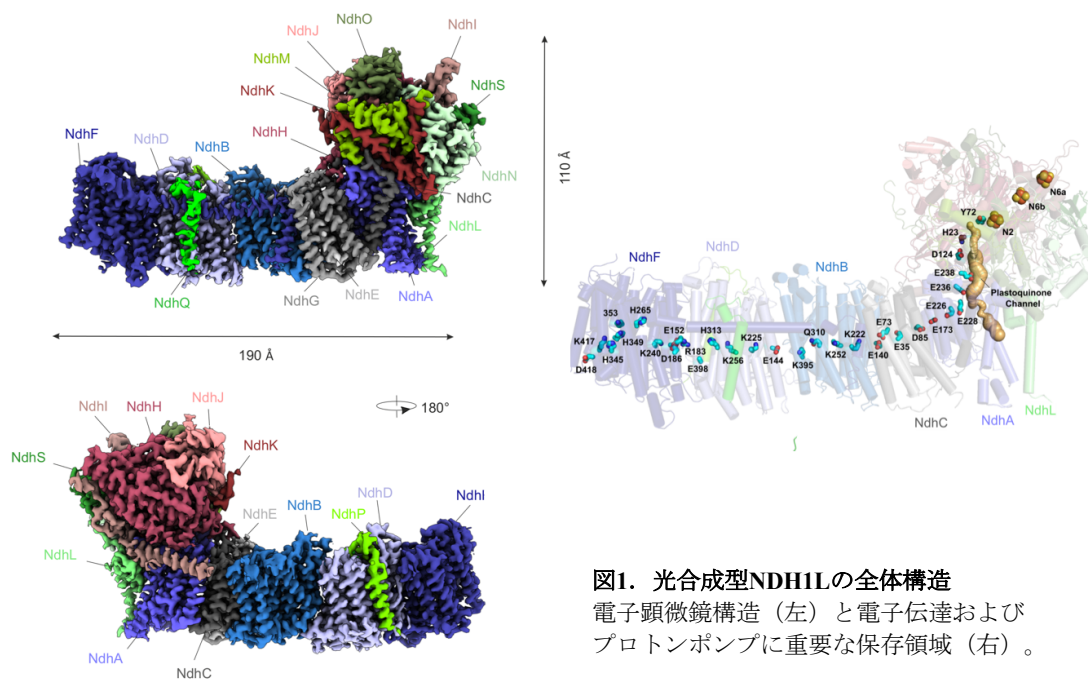 NdhO
NdhJ
NdhI
NdhM
NdhS
NdhK
NdhH
NdhF
NdhD
NdhB
NdhN
NdhC
NdhL
NdhQ
NdhG
NdhE
NdhA
190 Å
110 Å
180°
NdhI
NdhH
NdhJ
NdhS
NdhK
NdhE
NdhB
NdhP
NdhD
NdhI
NdhL
NdhA
NdhC
N6a
N6b
Y72
N2
H23
D124
E238
E236
Plastoquinone
Channel
E226
E228
E173
D85
E35
E73
E140
K222
K252
Q310
K395
E144
K225
K256
H313
E398
R183
E152
D186
K240
H265
353
H349
H345
K417
D418
NdhF
NdhD
NdhB
NdhC
NdhA
NdhL
図1. 光合成型NDH1Lの全体構造
電子顕微鏡構造（左）と電子伝達および
プロトンポンプに重要な保存領域（右）。